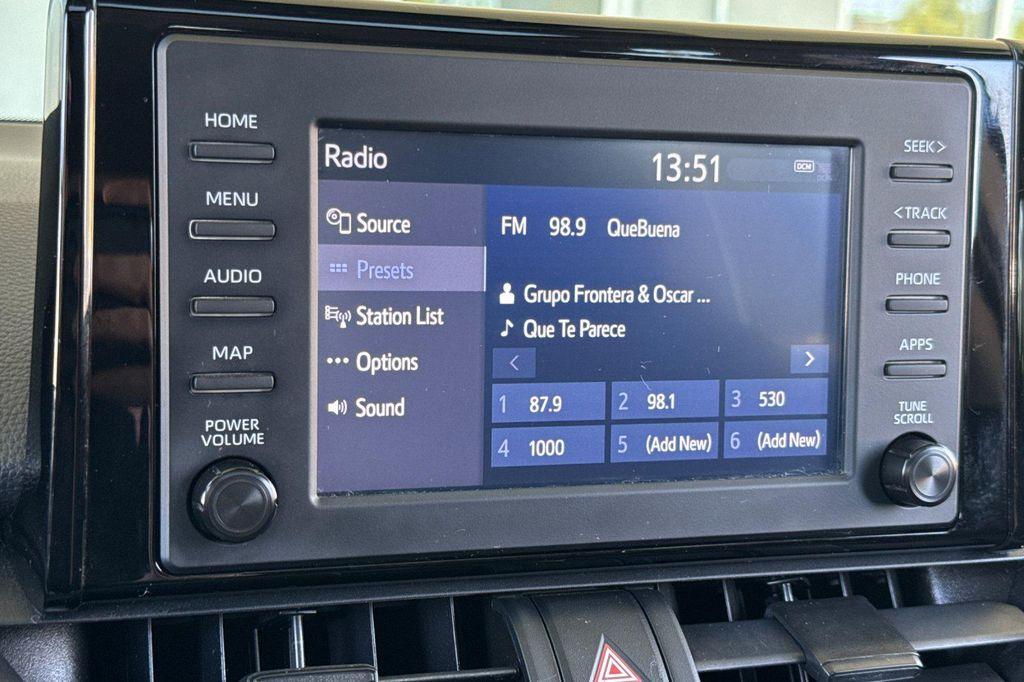 HOME
MENU
AUDIO
MAP
POWER
VOLUME
Radio
13:51
DCM
Source
Presets
Station List
Options
Sound
FM 98.9 QueBuena
Grupo Frontera & Oscar ...
Que Te Parece
< >
1 87.9 2 98.1 3 530
4 1000 5 (Add New) 6 (Add New)
SEEK>
<TRACK
PHONE
APPS
TUNE
SCROLL